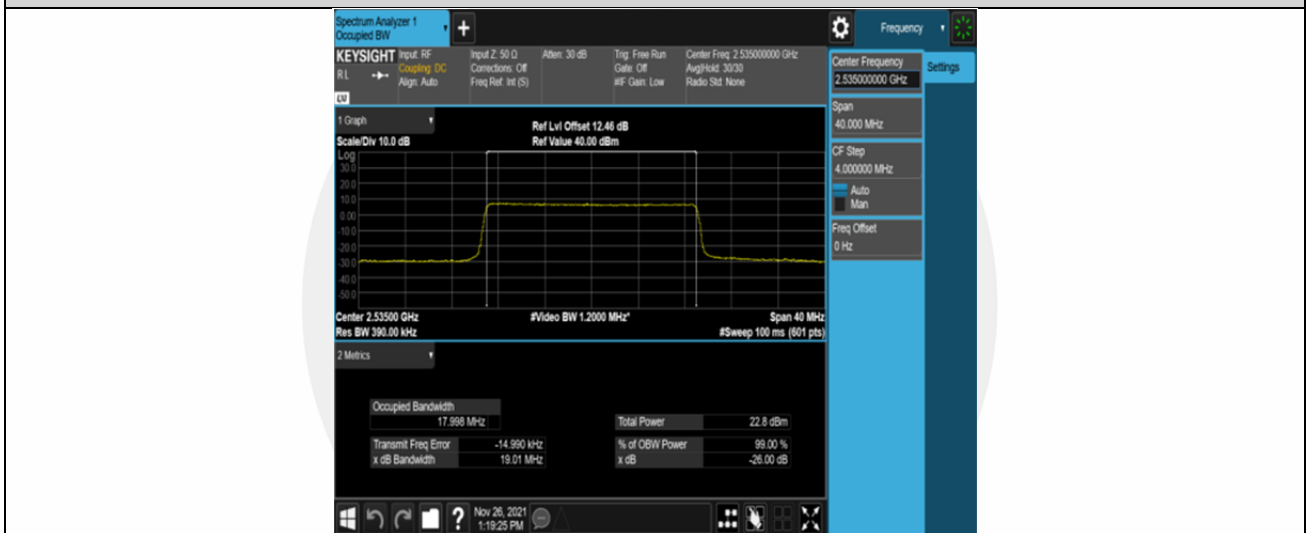 Spectrum Analyzer 1
Occupied BW
+
Frequency
KEYSIGHT
Input: RF
Coupling: DC
Align: Auto
Input Z: 50 Ω
Corrections: Off
Freq Ref: Int (S)
Atten: 30 dB
Trig: Free Run
Gate: Off
#IF Gain: Low
Center Freq: 2.535000000 GHz
Avg|Hold: 30/30
Radio Std: None
R L
LXI
Center Frequency
2.535000000 GHz
Settings
Span
40.000 MHz
CF Step
4.000000 MHz
Auto
Man
Freq Offset
0 Hz
1 Graph
Scale/Div 10.0 dB
Ref Lvl Offset 12.46 dB
Ref Value 40.00 dBm
Log
30.0
20.0
10.0
0.00
-10.0
-20.0
-30.0
-40.0
-50.0
Center 2.53500 GHz
#Video BW 1.2000 MHz*
Span 40 MHz
Res BW 390.00 kHz
#Sweep 100 ms (601 pts)
2 Metrics
Occupied Bandwidth
17.998 MHz
Total Power 22.8 dBm
Transmit Freq Error -14.990 kHz
% of OBW Power 99.00 %
x dB Bandwidth 19.01 MHz
x dB -26.00 dB
?
Nov 26, 2021
1:19:25 PM